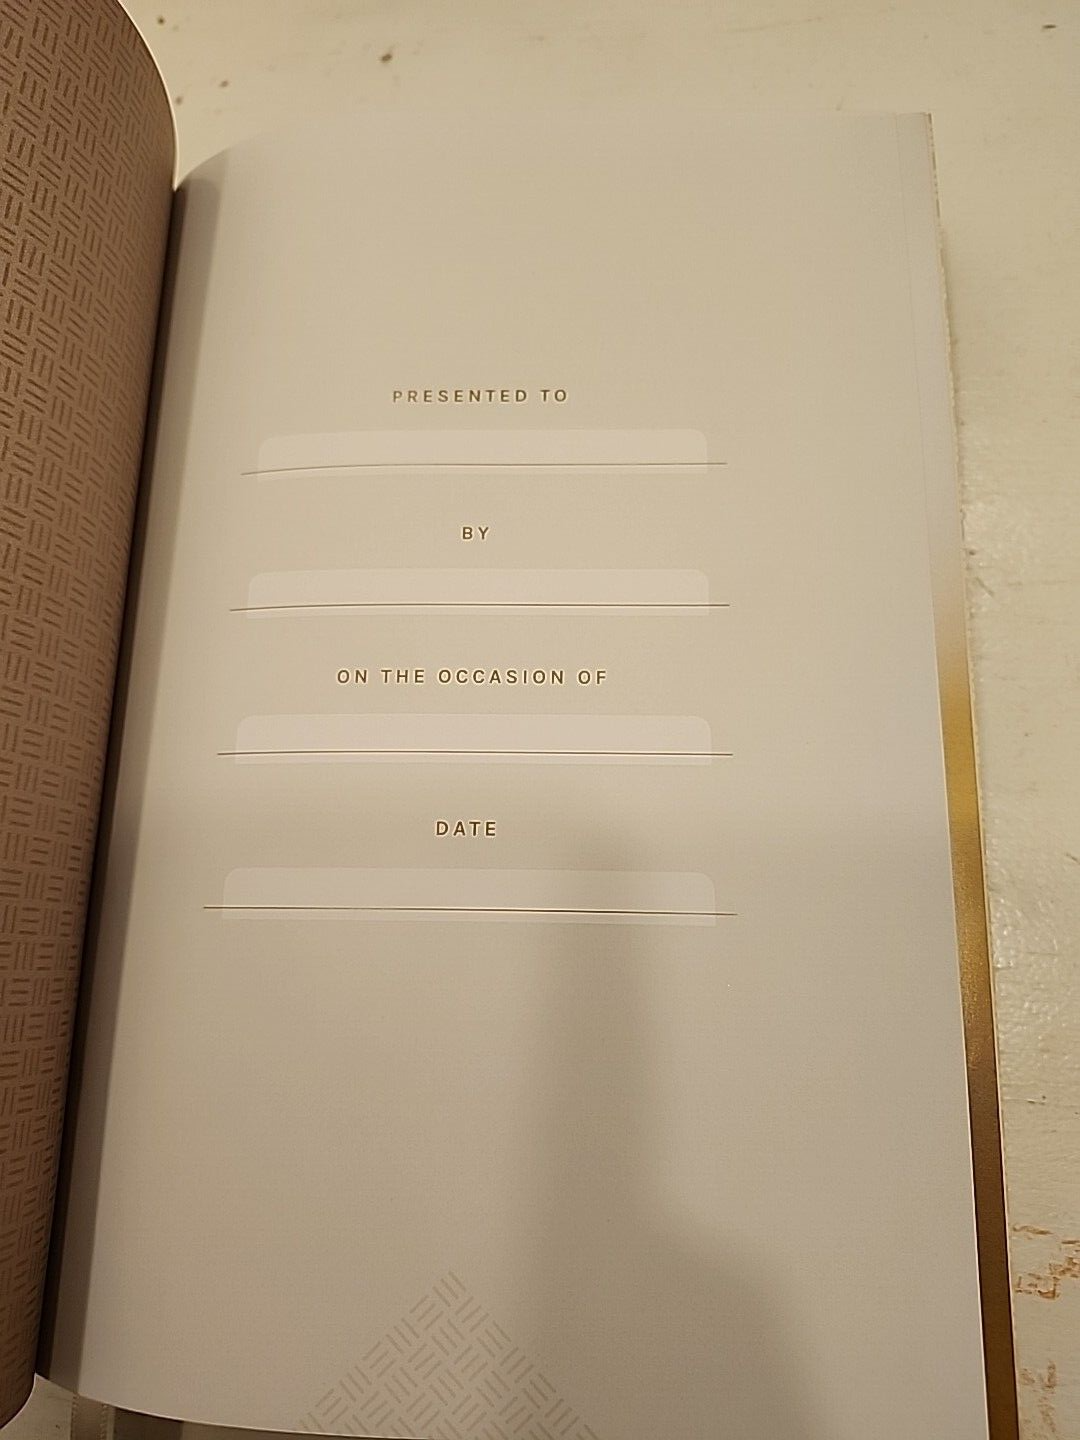 PRESENTED TO
BY
ON THE OCCASION OF
DATE